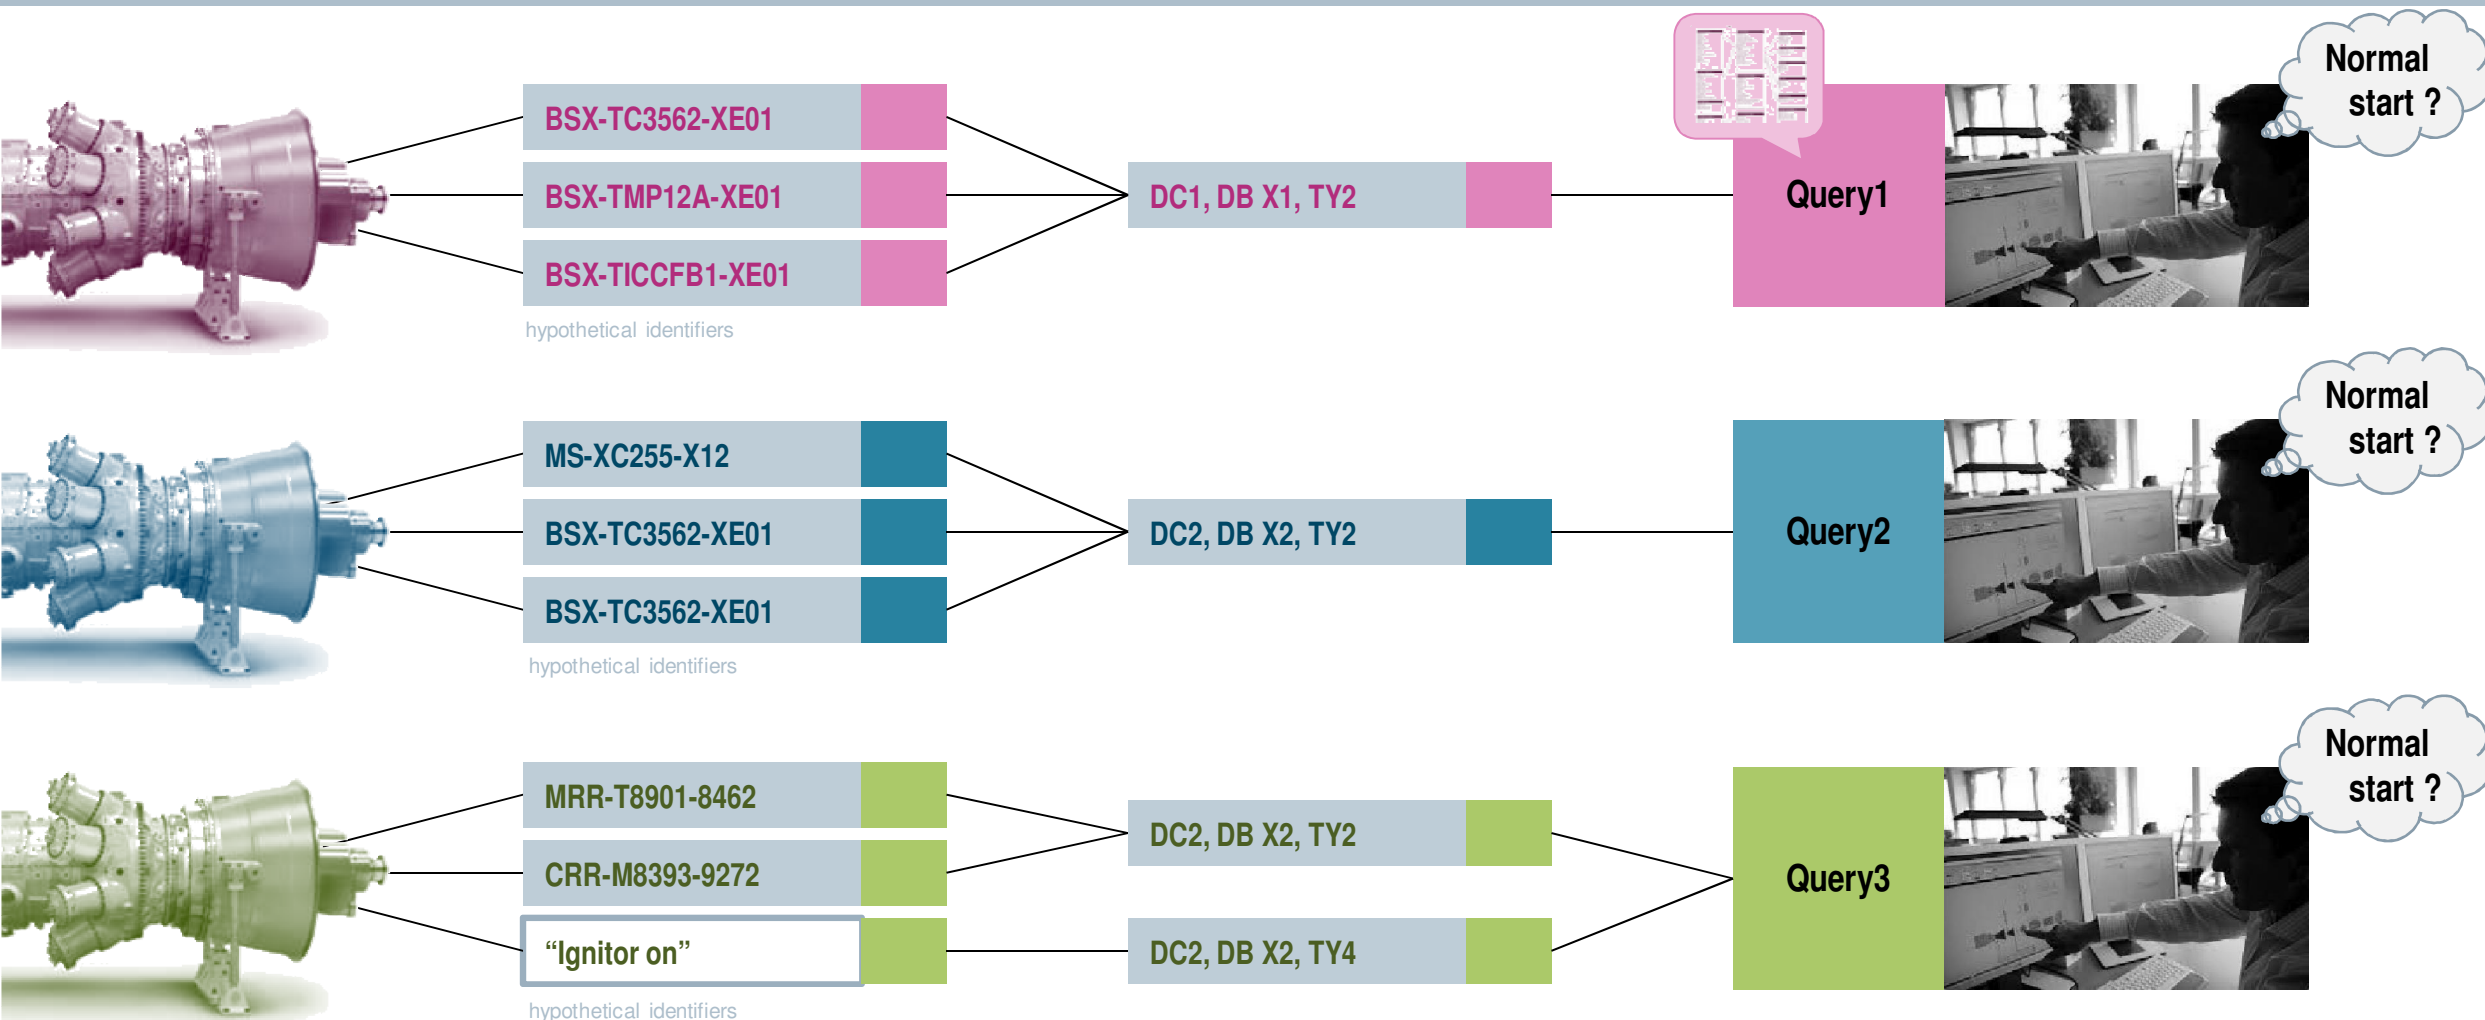 Normal
start ?
BSX-TC3562-XE01
BSX-TMP12A-XE01
BSX-TICCFB1-XE01
hypothetical identifiers
DC1, DB X1, TY2
Query1
Normal
start ?
MS-XC255-X12
BSX-TC3562-XE01
BSX-TC3562-XE01
hypothetical identifiers
DC2, DB X2, TY2
Query2
Normal
start ?
MRR-T8901-8462
CRR-M8393-9272
“Ignitor on”
hypothetical identifiers
DC2, DB X2, TY2
DC2, DB X2, TY4
Query3